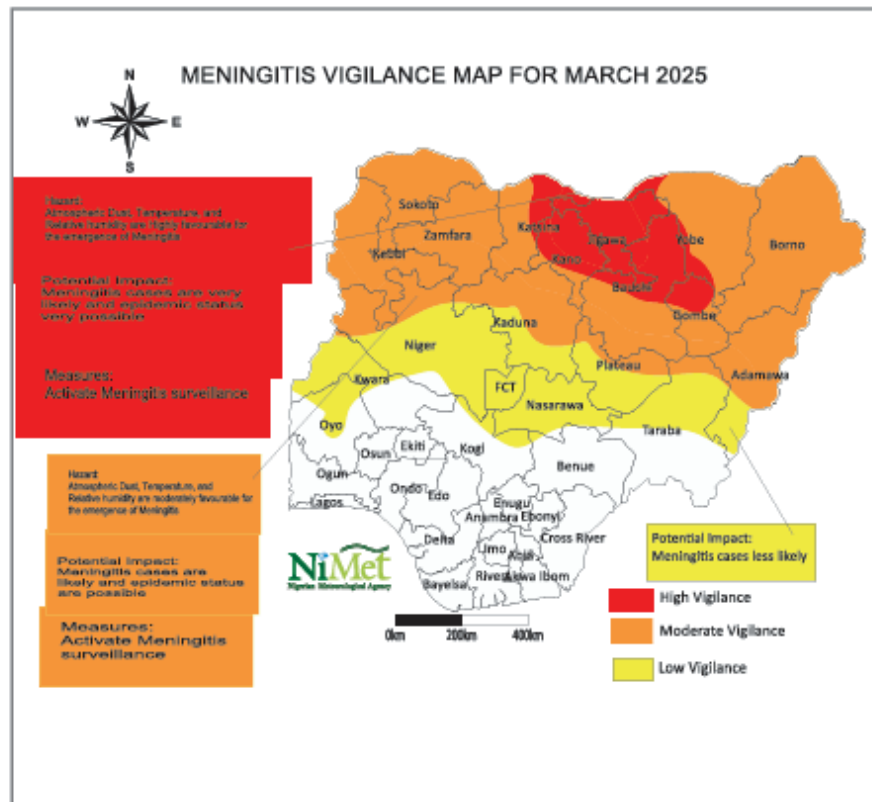 MENINGITIS VIGILANCE MAP FOR MARCH 2025
N
W
E
S
Hazard:
Atmospheric Dust, Temperature, and
Relative humidity are highly favourable for
the emergence of Meningitis
Potential Impact:
Meningitis cases are very
likely and epidemic status
very possible
Measures:
Activate Meningitis surveillance
Hazard:
Atmospheric Dust, Temperature, and
Relative humidity are moderately favourable for
the emergence of Meningitis
Potential Impact:
Meningitis cases are
likely and epidemic status
are possible
Measures:
Activate Meningitis
surveillance
Sokoto
Zamfara
Kebbi
Katsina
Jigawa
Kano
Yobe
Borno
Bauchi
Gombe
Kaduna
Niger
Plateau
Adamawa
Kwara
FCT
Nasarawa
Oyo
Taraba
Osun
Ekiti
Kogi
Benue
Ogun
Ondo
Edo
Lagos
Enugu
Anambra
Ebonyi
Delta
Imo
Abia
Cross River
Bayelsa
Rivers
Akwa Ibom
NiMet
Nigerian Meteorological Agency
0km
200km
400km
Potential Impact:
Meningitis cases less likely
High Vigilance
Moderate Vigilance
Low Vigilance